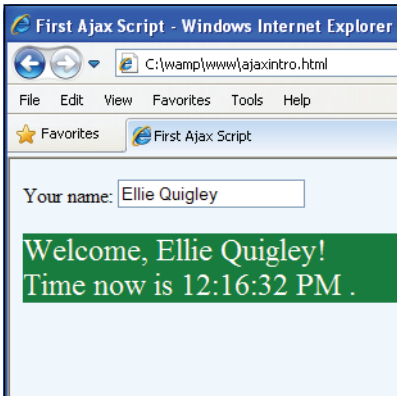 First Ajax Script - Windows Internet Explorer
C:\wamp\www\ajaxintro.html
File Edit View Favorites Tools Help
Favorites First Ajax Script
Your name: Ellie Quigley
Welcome, Ellie Quigley!
Time now is 12:16:32 PM .